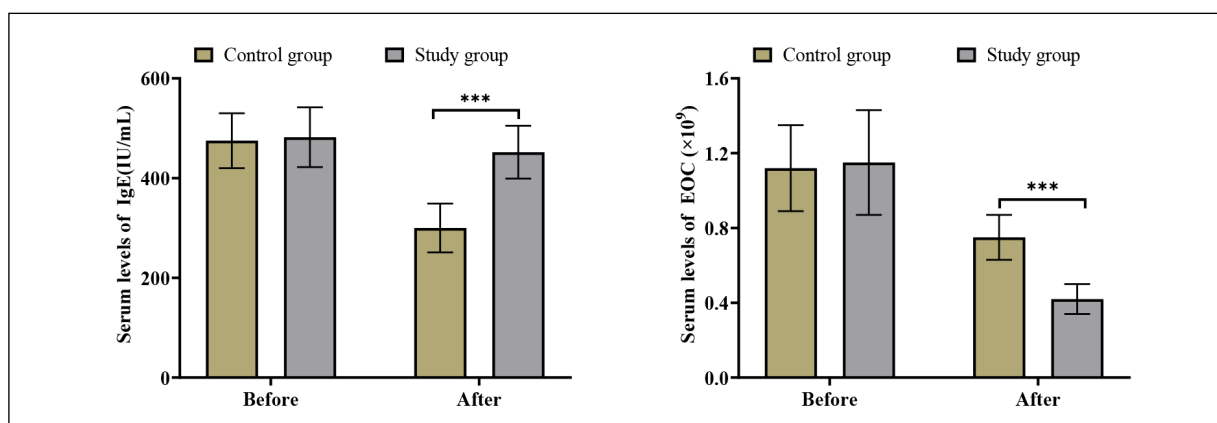 Control group Study group
Serum levels of IgE(IU/mL)
600
400
200
0
***
Before After
Control group Study group
Serum levels of EOC (×10⁹)
1.6
1.2
0.8
0.4
0.0
***
Before After